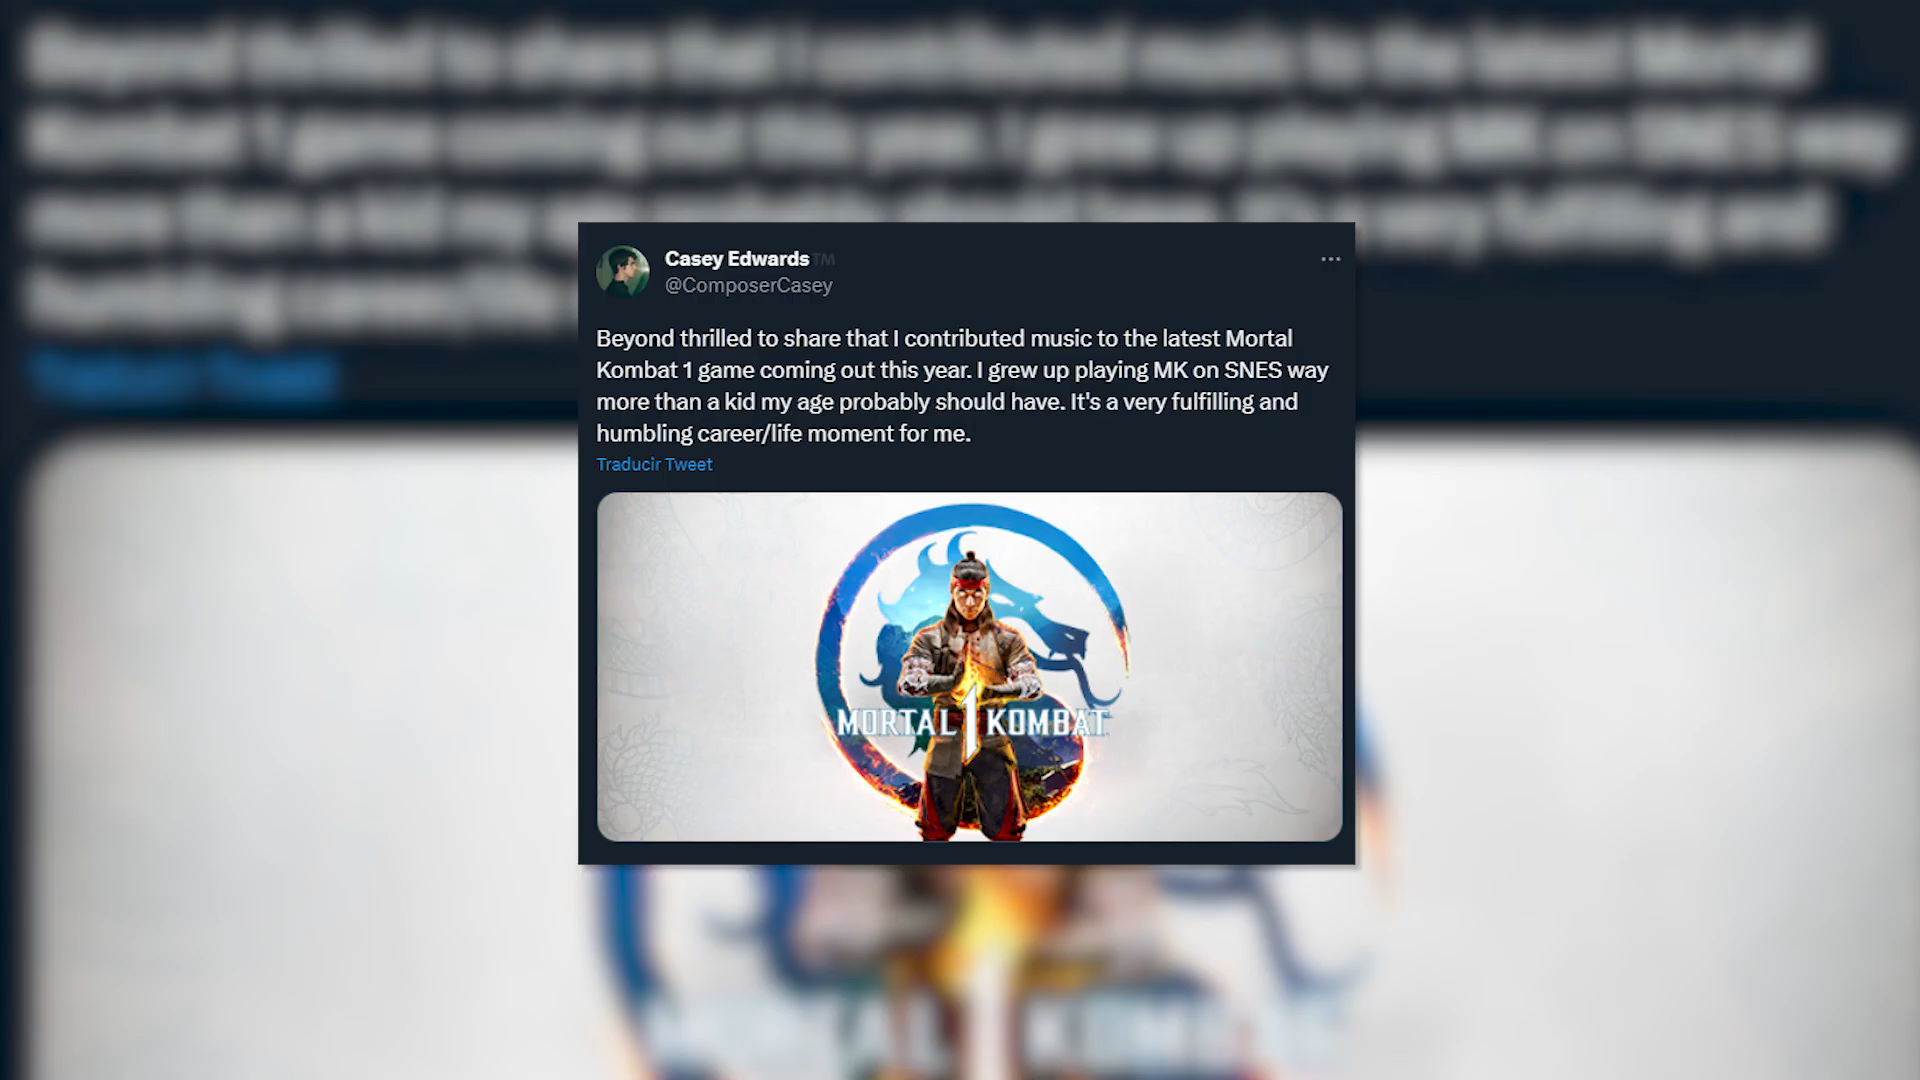 Casey Edwards™
@ComposerCasey
Beyond thrilled to share that I contributed music to the latest Mortal
Kombat 1 game coming out this year. I grew up playing MK on SNES way
more than a kid my age probably should have. It's a very fulfilling and
humbling career/life moment for me.
Traducir Tweet
MORTAL 1 KOMBAT